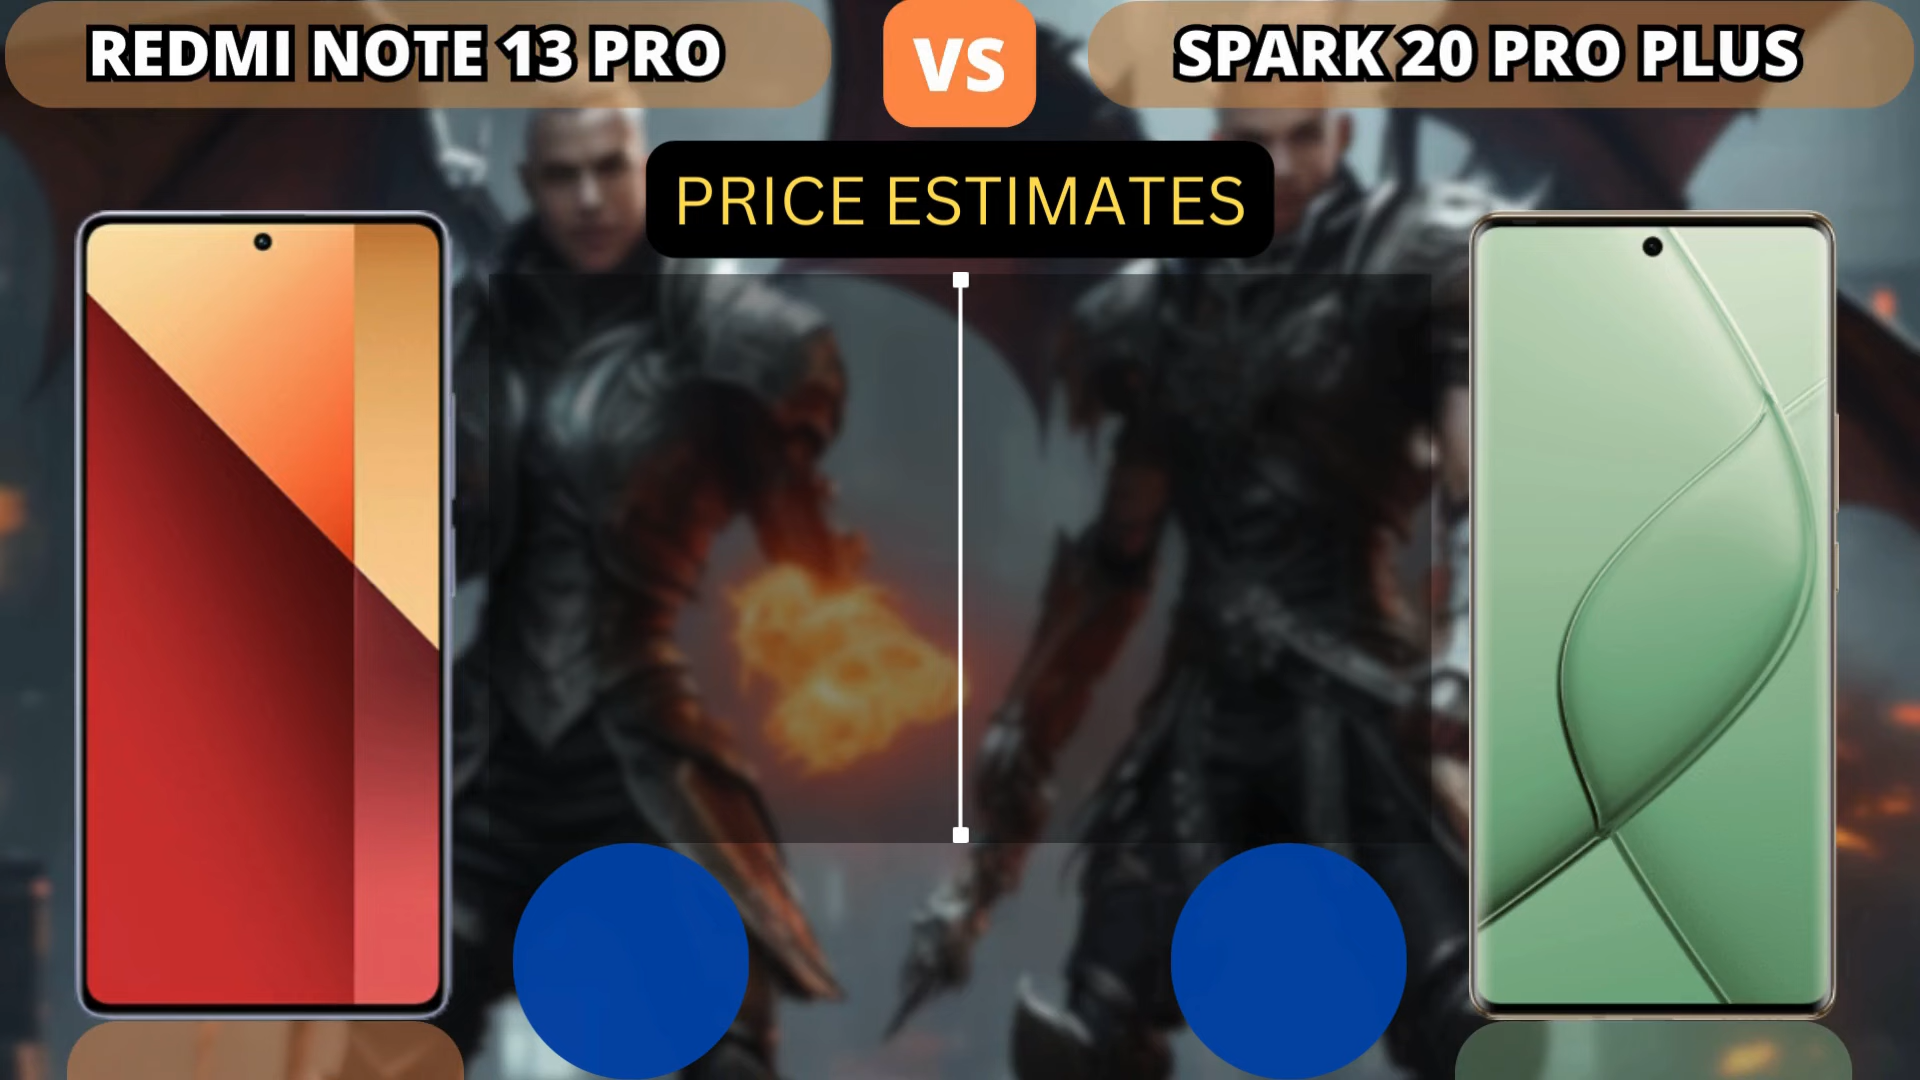 REDMI NOTE 13 PRO
VS
SPARK 20 PRO PLUS
PRICE ESTIMATES